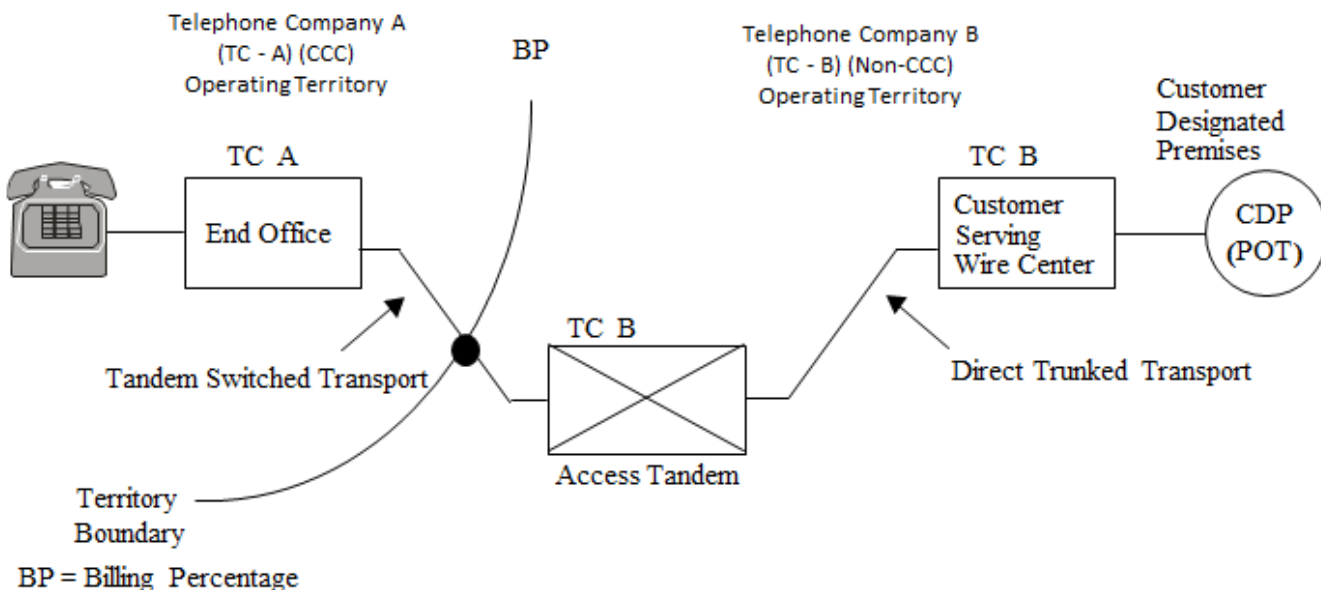 Telephone Company A
(TC - A) (CCC)
Operating Territory
BP
Telephone Company B
(TC - B) (Non-CCC)
Operating Territory
Customer
Designated
Premises
TC A
End Office
TC B
Customer
Serving
Wire Center
CDP
(POT)
TC B
Tandem Switched Transport
Direct Trunked Transport
Access Tandem
Territory
Boundary
BP = Billing Percentage